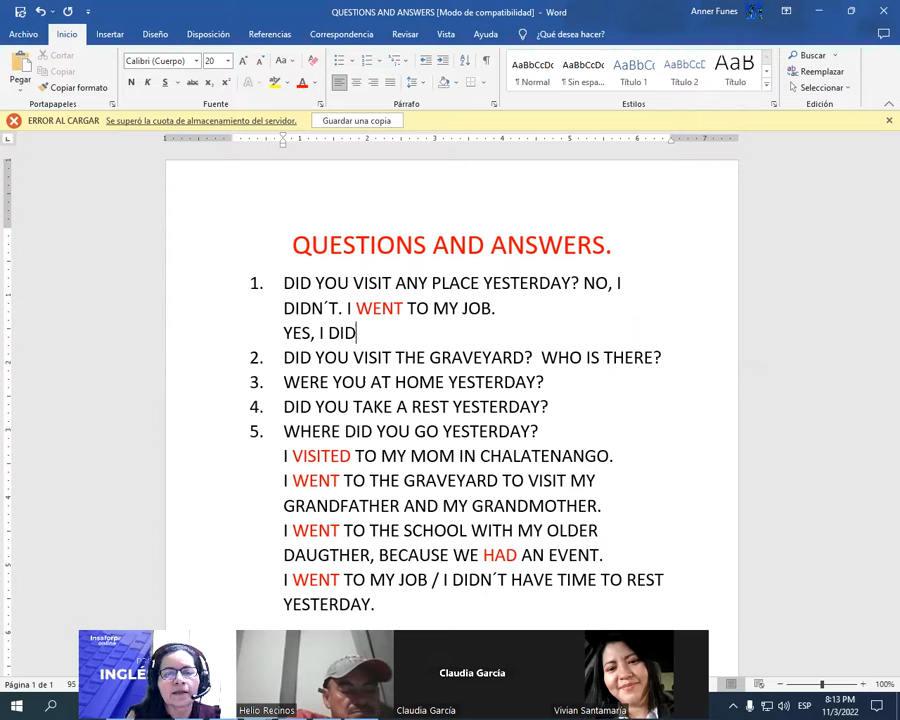 QUESTIONS AND ANSWERS [Modo de compatibilidad] - Word
Anner Funes
Archivo Inicio Insertar Diseño Disposición Referencias Correspondencia Revisar Vista Ayuda ¿Qué desea hacer?
Pegar
Cortar
Copiar
Copiar formato
Portapapeles
Calibri (Cuerpo) 20
N K S
Fuente
Párrafo
AaBbCcDc AaBbCcDc AaBbCc AaBbCcD AaB
¶ Normal ¶ Sin espa... Título 1 Título 2 Título
Estilos
Buscar
Reemplazar
Seleccionar
Edición
ERROR AL CARGAR Se superó la cuota de almacenamiento del servidor. Guardar una copia
QUESTIONS AND ANSWERS.
1. DID YOU VISIT ANY PLACE YESTERDAY? NO, I
DIDN´T. I WENT TO MY JOB.
YES, I DID
2. DID YOU VISIT THE GRAVEYARD? WHO IS THERE?
3. WERE YOU AT HOME YESTERDAY?
4. DID YOU TAKE A REST YESTERDAY?
5. WHERE DID YOU GO YESTERDAY?
I VISITED TO MY MOM IN CHALATENANGO.
I WENT TO THE GRAVEYARD TO VISIT MY
GRANDFATHER AND MY GRANDMOTHER.
I WENT TO THE SCHOOL WITH MY OLDER
DAUGTHER, BECAUSE WE HAD AN EVENT.
I WENT TO MY JOB / I DIDN´T HAVE TIME TO REST
YESTERDAY.
Insaforp
online
INGLÉ
Helio Recinos
Claudia García
Claudia García
Vivian Santamaría
Página 1 de 1
100%
ESP
8:13 PM
11/3/2022